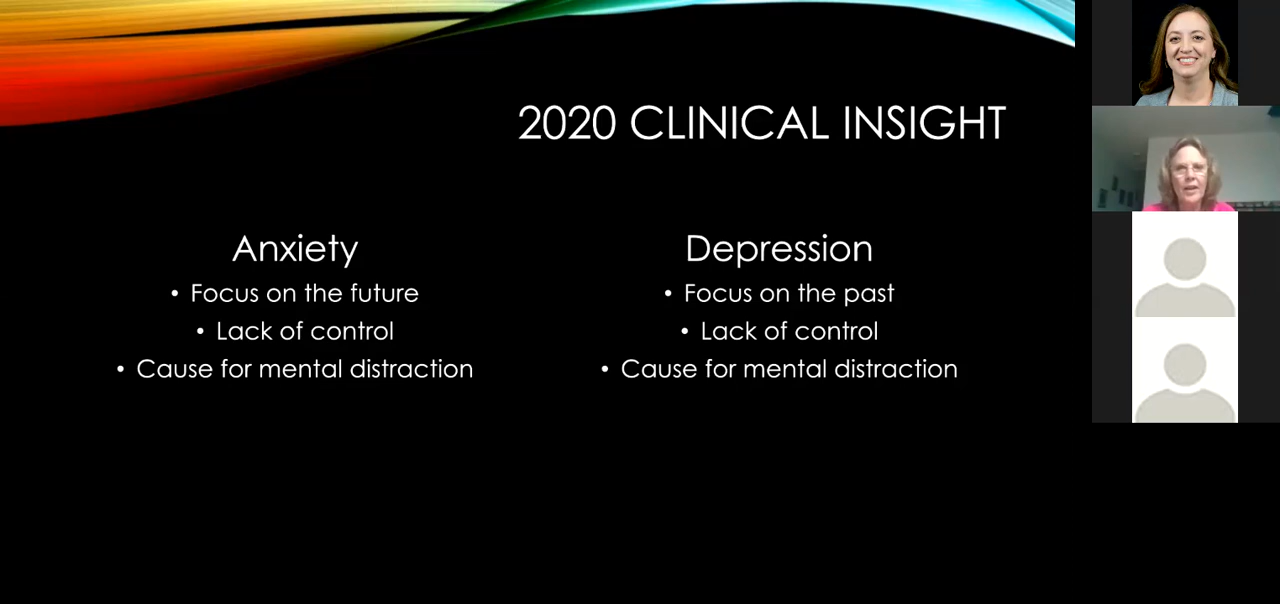 2020 CLINICAL INSIGHT
Anxiety
• Focus on the future
• Lack of control
• Cause for mental distraction
Depression
• Focus on the past
• Lack of control
• Cause for mental distraction